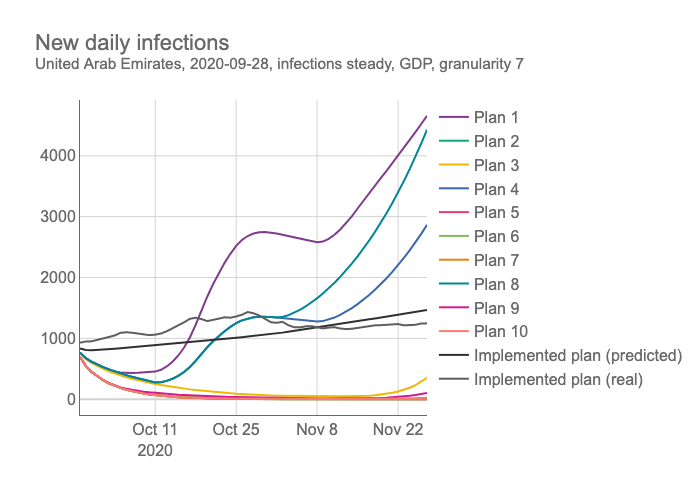 New daily infections
United Arab Emirates, 2020-09-28, infections steady, GDP, granularity 7
4000
3000
2000
1000
0
Oct 11
2020
Oct 25
Nov 8
Nov 22
Plan 1
Plan 2
Plan 3
Plan 4
Plan 5
Plan 6
Plan 7
Plan 8
Plan 9
Plan 10
Implemented plan (predicted)
Implemented plan (real)